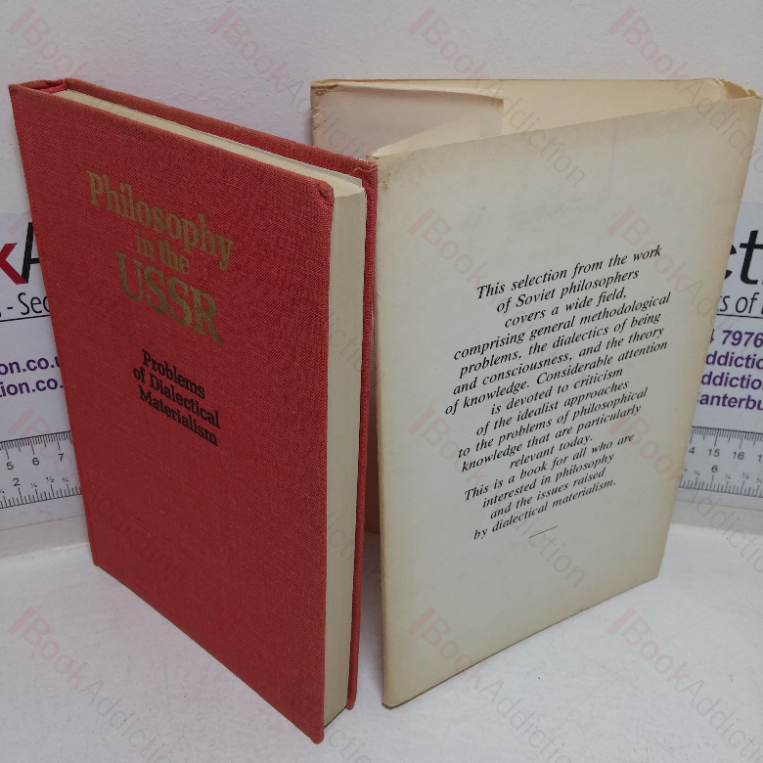 Philosophy
in the
USSR
Problems
of Dialectical
Materialism
This selection from the work
of Soviet philosophers
covers a wide field,
comprising general methodological
problems, the dialectics of being
and consciousness, and the theory
of knowledge. Considerable attention
is devoted to criticism
of the idealist approaches
to the problems of philosophical
knowledge that are particularly
relevant today.
This is a book for all who are
interested in philosophy
and the issues raised
by dialectical materialism.
BookAddiction